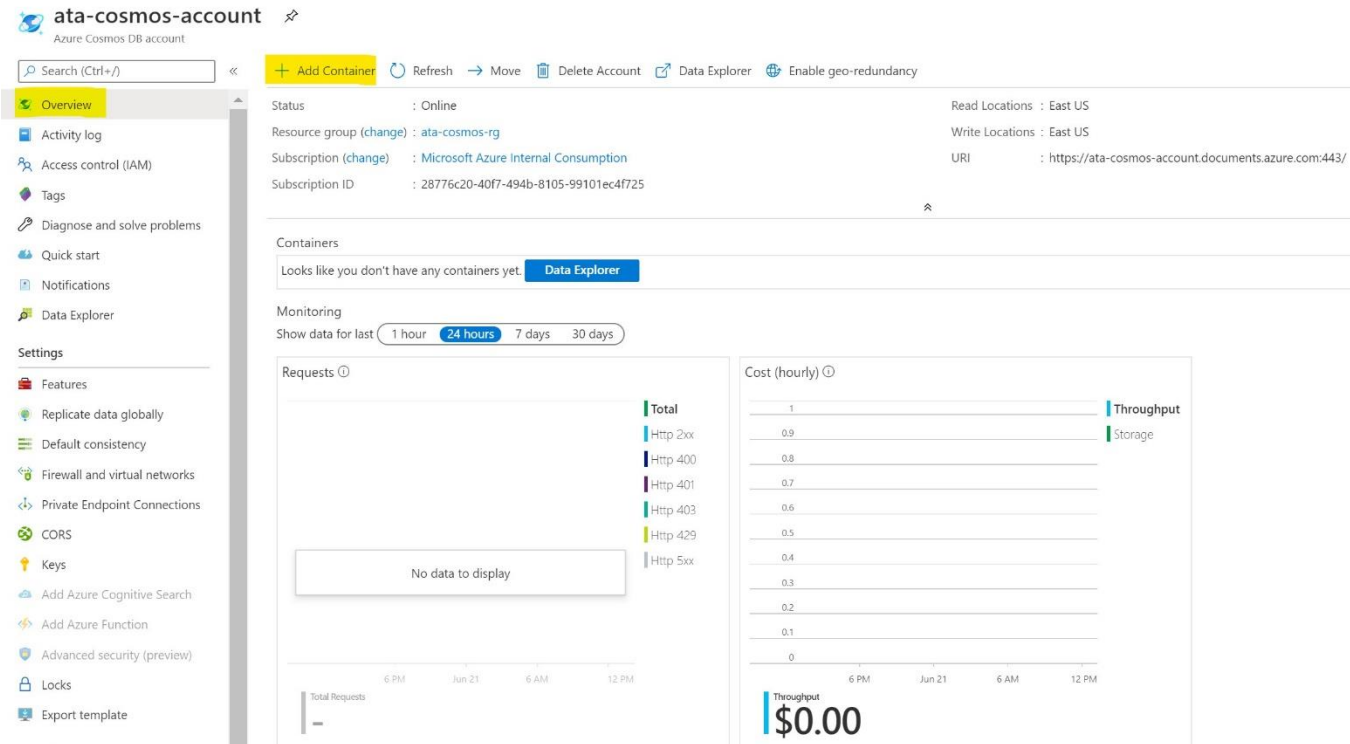 ata-cosmos-account
Azure Cosmos DB account
Search (Ctrl+/)
«
Overview
Activity log
Access control (IAM)
Tags
Diagnose and solve problems
Quick start
Notifications
Data Explorer
Settings
Features
Replicate data globally
Default consistency
Firewall and virtual networks
Private Endpoint Connections
CORS
Keys
Add Azure Cognitive Search
Add Azure Function
Advanced security (preview)
Locks
Export template
Add Container Refresh Move Delete Account Data Explorer Enable geo-redundancy
Status : Online
Resource group (change) : ata-cosmos-rg
Subscription (change) : Microsoft Azure Internal Consumption
Subscription ID : 28776c20-40f7-494b-8105-99101ec4f725
Read Locations : East US
Write Locations : East US
URI : https://ata-cosmos-account.documents.azure.com:443/
Containers
Looks like you don't have any containers yet. Data Explorer
Monitoring
Show data for last 1 hour 24 hours 7 days 30 days
Requests
Total
Http 2xx
Http 400
Http 401
Http 403
Http 429
Http 5xx
No data to display
6 PM Jun 21 6 AM 12 PM
Total Requests
-
Cost (hourly)
1
0.9
0.8
0.7
0.6
0.5
0.4
0.3
0.2
0.1
0
Throughput
Storage
6 PM Jun 21 6 AM 12 PM
Throughput
$0.00